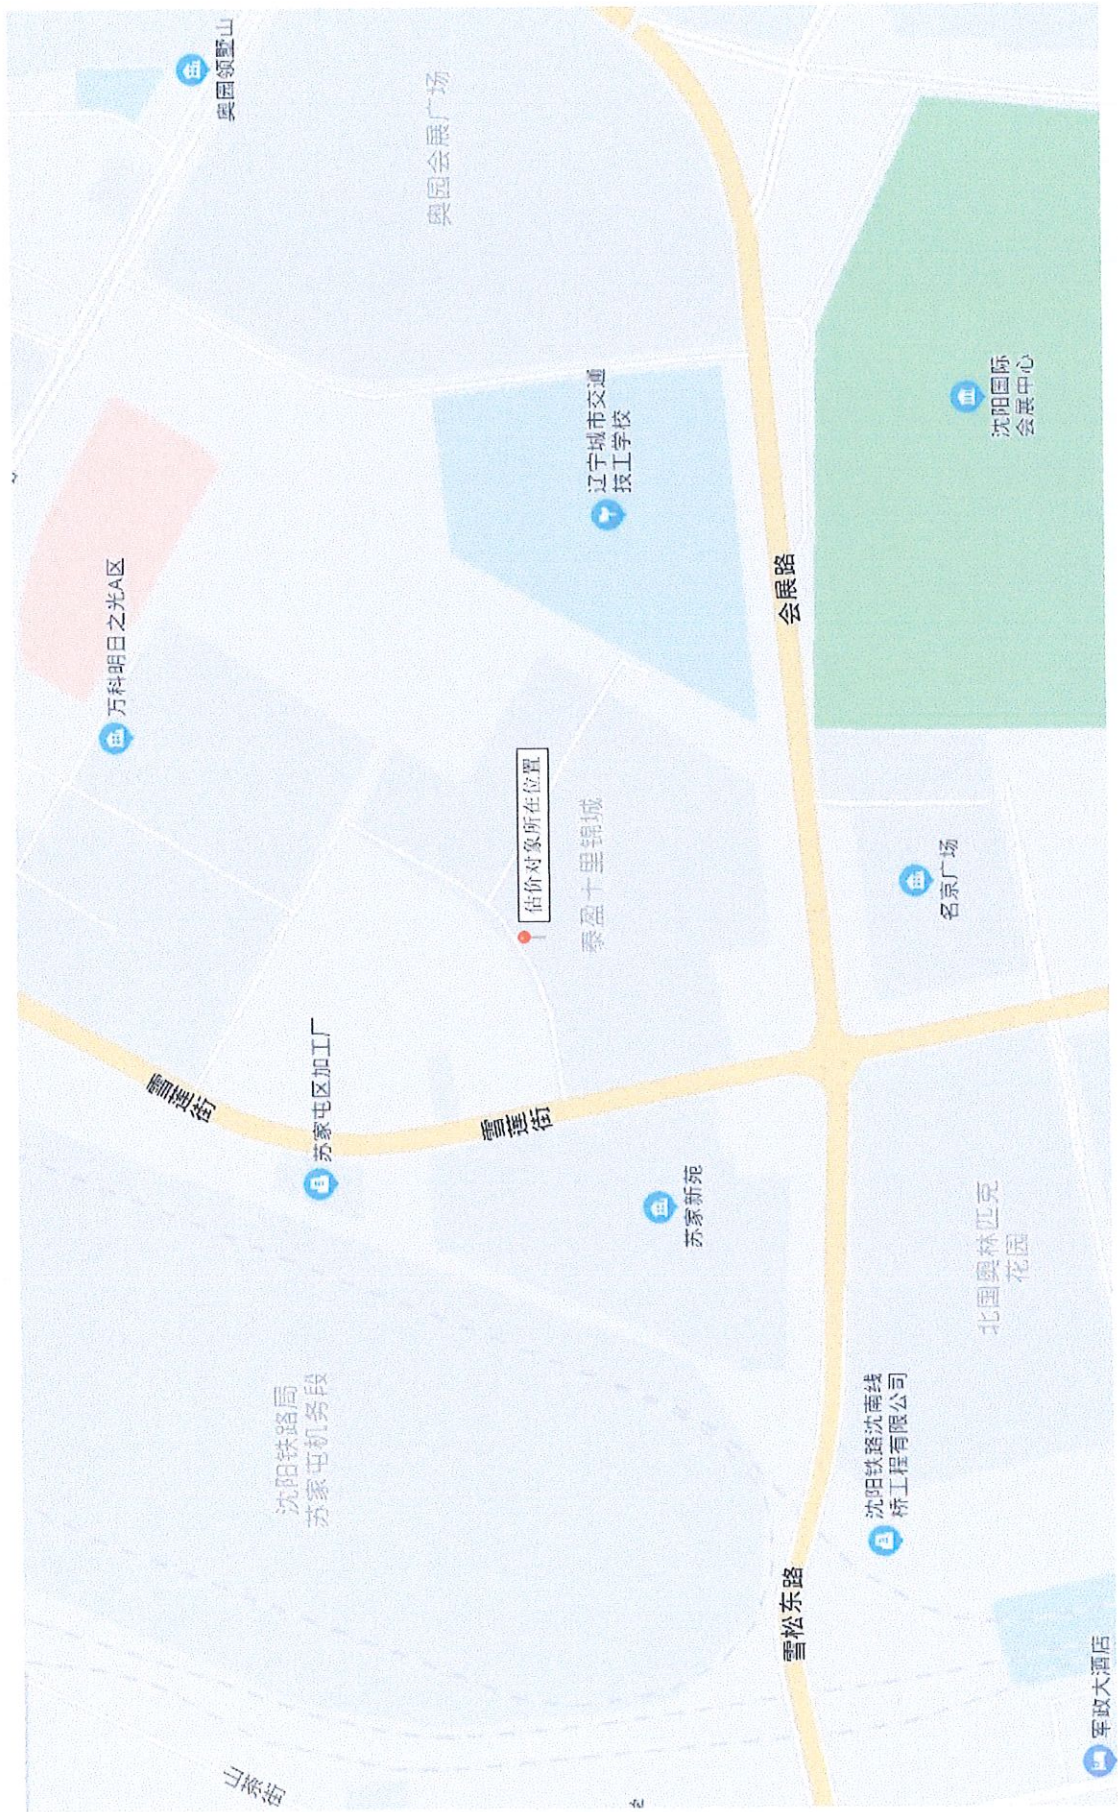 奥园领墅山
奥园会展广场
万科明日之光A区
辽宁城市交通
技工学校
沈阳国际
会展中心
会展路
估价对象所在位置
泰盈十里锦城
名京广场
雪莲街
苏家屯区加工厂
雪莲街
苏家新苑
北国奥林匹克
花园
沈阳铁路局
苏家屯机务段
沈阳铁路沈南线
桥工程有限公司
雪松东路
山茶街
军政大酒店